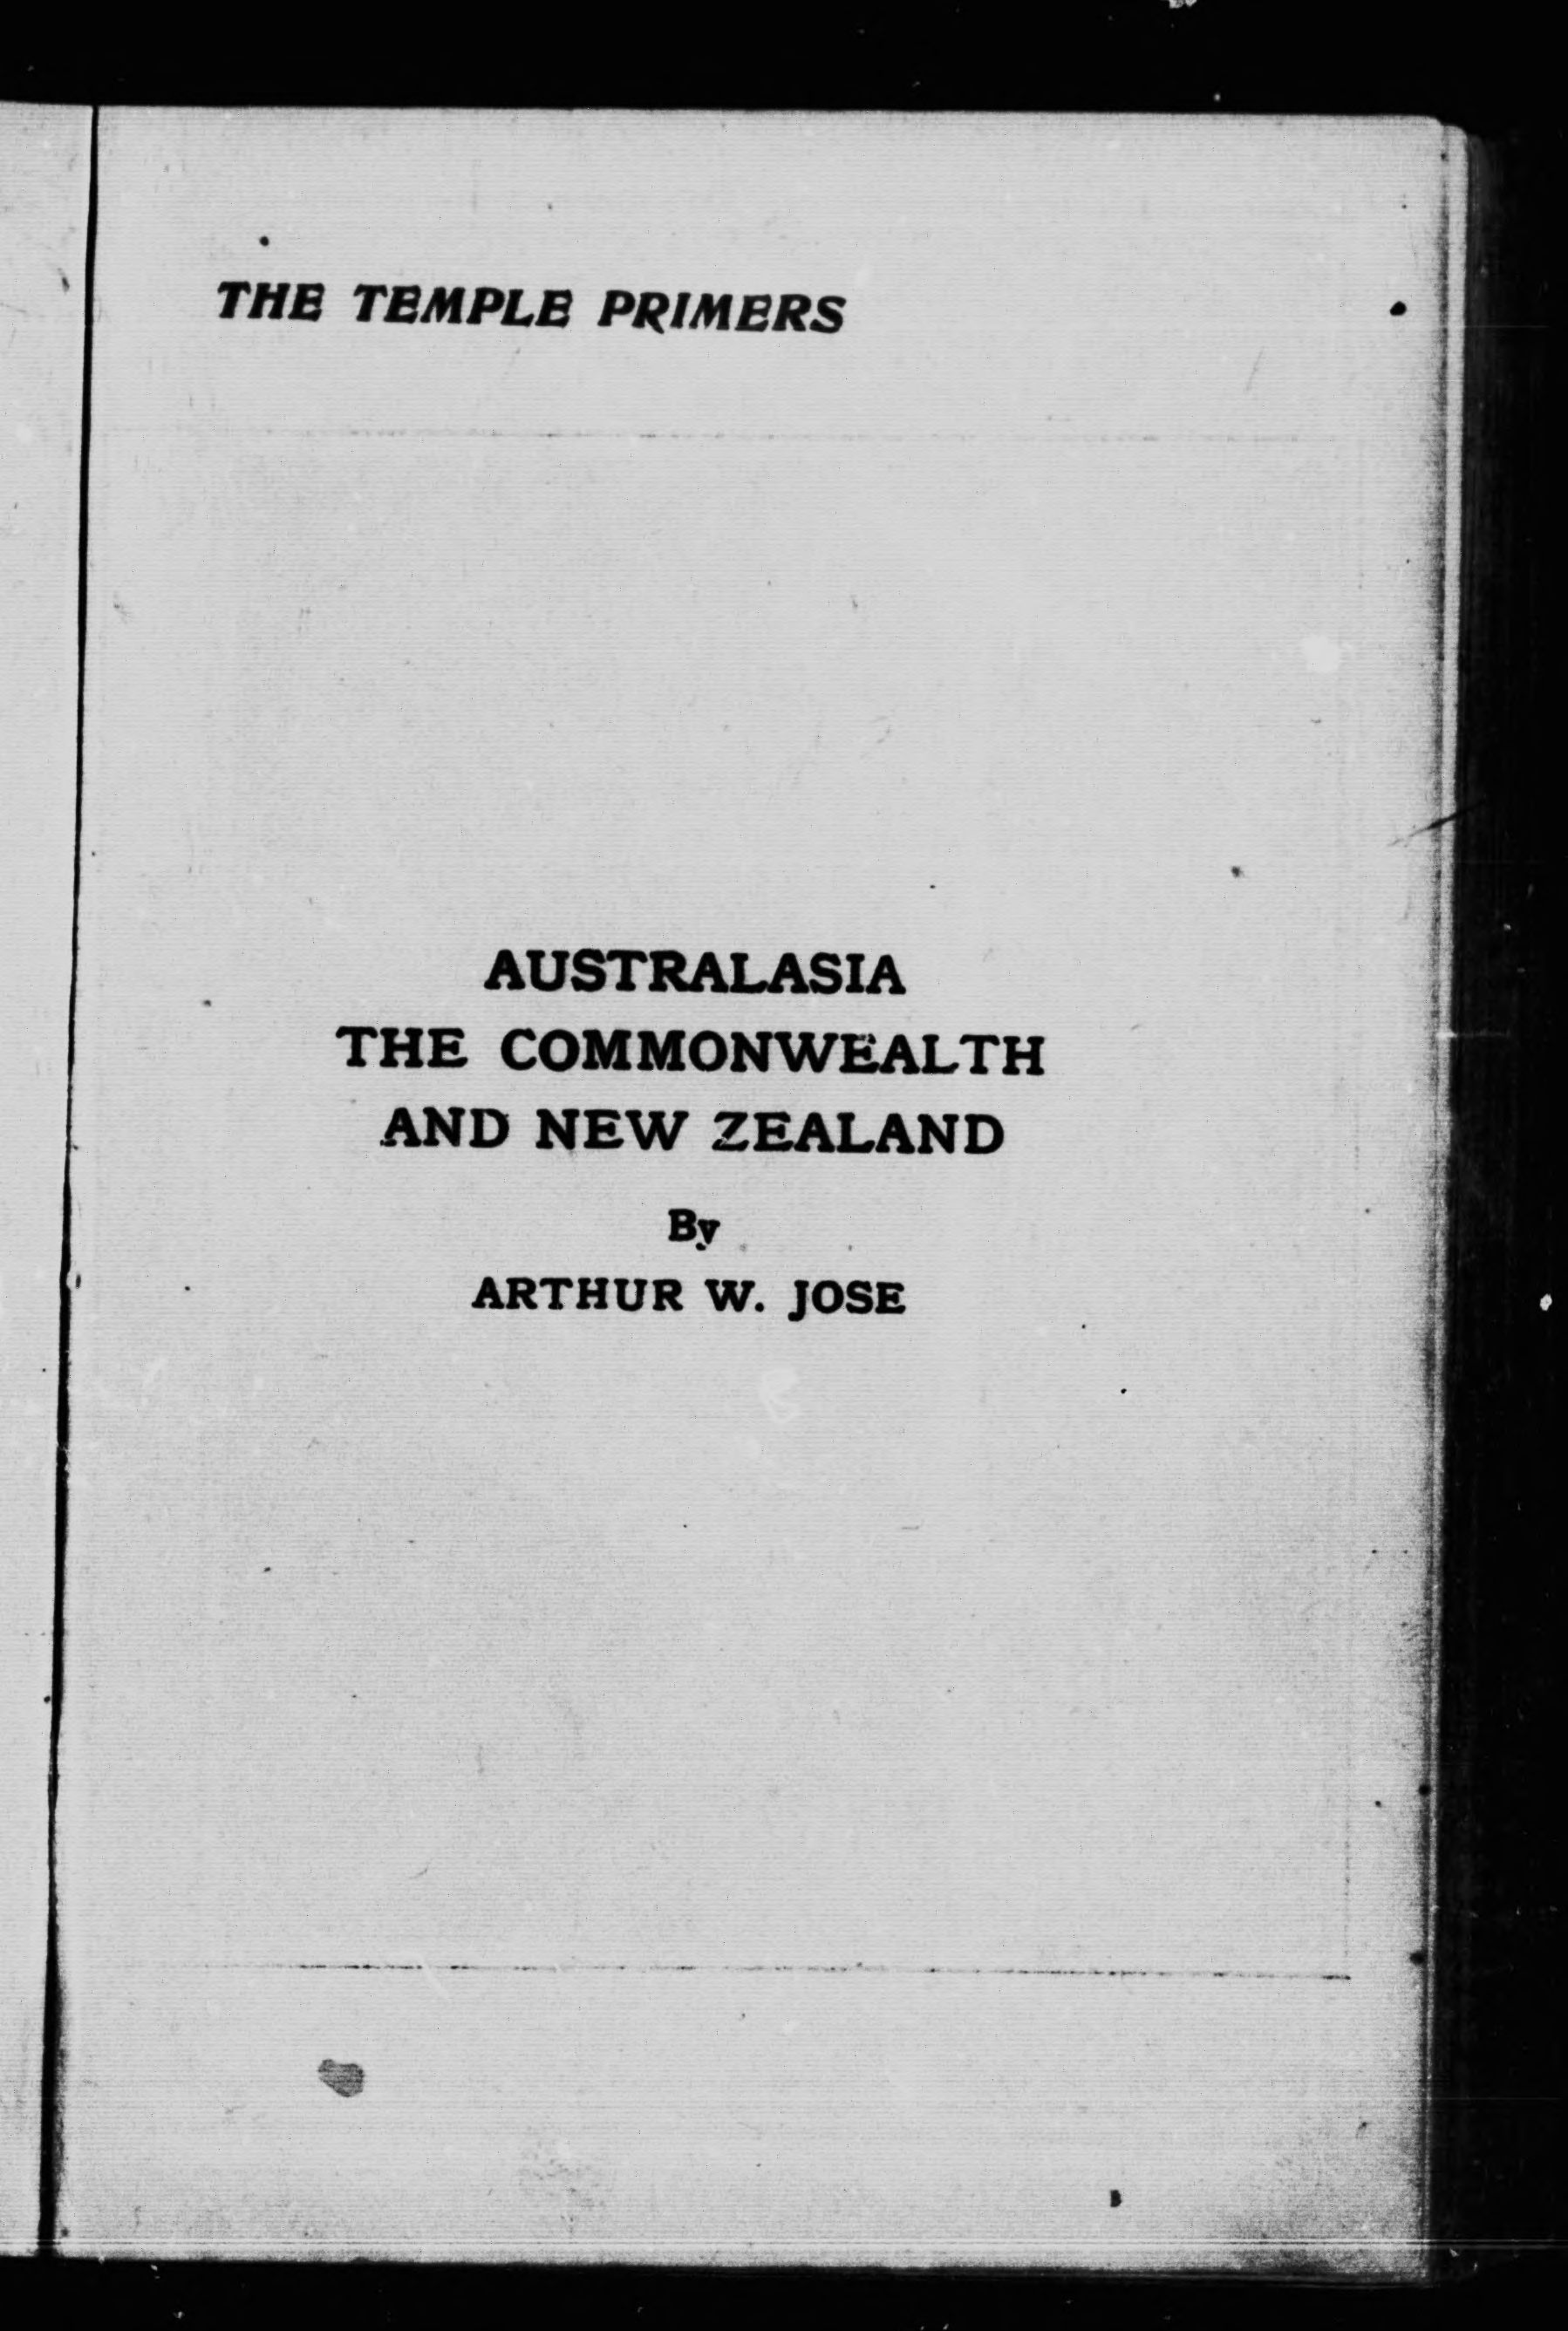 THE TEMPLE PRIMERS
AUSTRALASIA
THE COMMONWEALTH
AND NEW ZEALAND
By
ARTHUR W. JOSE